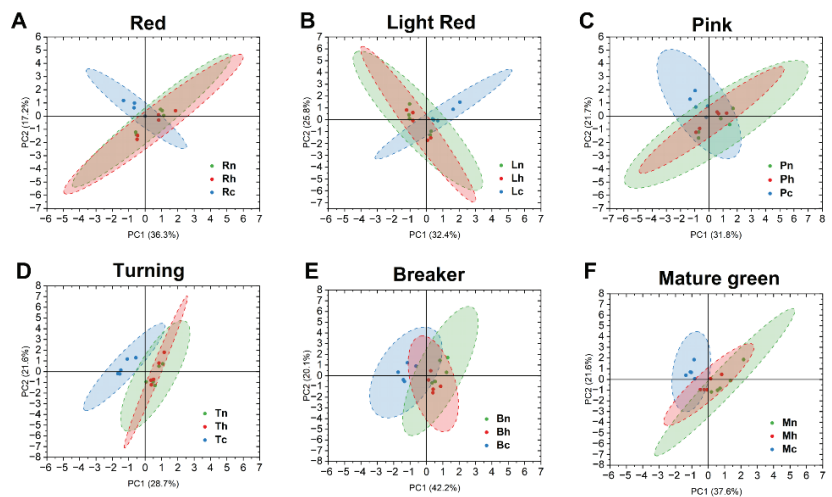 A
Red
6
5
4
3
2
1
0
−1
−2
−3
−4
−5
−6
−7
PC2 (17.2%)
−6 −5 −4 −3 −2 −1 0 1 2 3 4 5 6 7
PC1 (36.3%)
Rn
Rh
Rc
B
Light Red
7
6
5
4
3
2
1
0
−1
−2
−3
−4
−5
−6
−7
PC2 (25.8%)
−6 −5 −4 −3 −2 −1 0 1 2 3 4 5 6 7
PC1 (32.4%)
Ln
Lh
Lc
C
Pink
6
5
4
3
2
1
0
−1
−2
−3
−4
−5
−6
−7
PC2 (21.7%)
−7 −6 −5 −4 −3 −2 −1 0 1 2 3 4 5 6 7 8
PC1 (31.8%)
Pn
Ph
Pc
D
Turning
8
7
6
5
4
3
2
1
0
−1
−2
−3
−4
−5
−6
−7
−8
PC2 (21.6%)
−6 −5 −4 −3 −2 −1 0 1 2 3 4 5 6 7
PC1 (28.7%)
Tn
Th
Tc
E
Breaker
8
7
6
5
4
3
2
1
0
−1
−2
−3
−4
−5
−6
−7
−8
PC2 (20.1%)
−6 −5 −4 −3 −2 −1 0 1 2 3 4 5 6 7
PC1 (42.2%)
Bn
Bh
Bc
F
Mature green
8
7
6
5
4
3
2
1
0
−1
−2
−3
−4
−5
−6
−7
−8
PC2 (21.6%)
−6 −5 −4 −3 −2 −1 0 1 2 3 4 5 6 7
PC1 (37.6%)
Mn
Mh
Mc